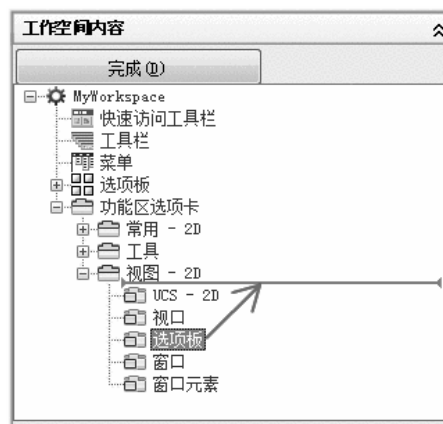 工作空间内容
完成(D)
MyWorkspace
快速访问工具栏
工具栏
菜单
选项板
功能区选项卡
常用 - 2D
工具
视图 - 2D
UCS - 2D
视口
选项板
窗口
窗口元素